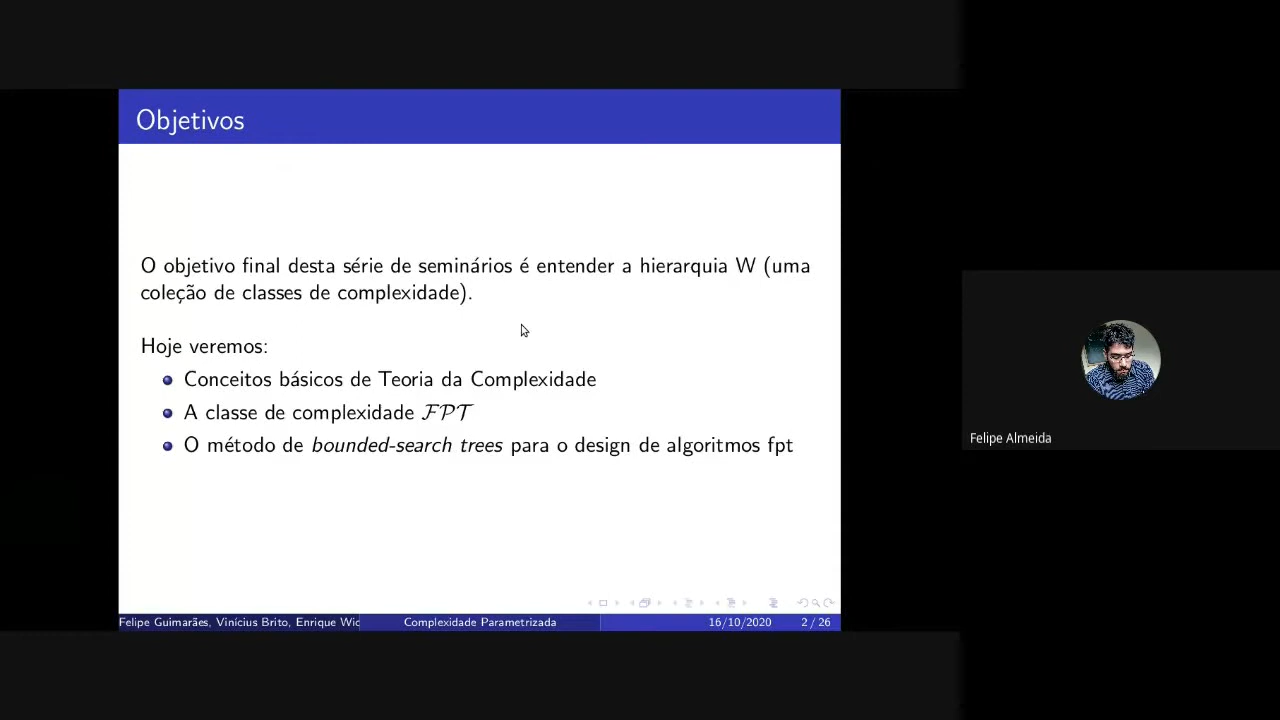 Objetivos
O objetivo final desta série de seminários é entender a hierarquia W (uma
coleção de classes de complexidade).
Hoje veremos:
Conceitos básicos de Teoria da Complexidade
A classe de complexidade FPT
O método de bounded-search trees para o design de algoritmos fpt
Felipe Guimarães, Vinícius Brito, Enrique Wic
Complexidade Parametrizada
16/10/2020
2 / 26
Felipe Almeida